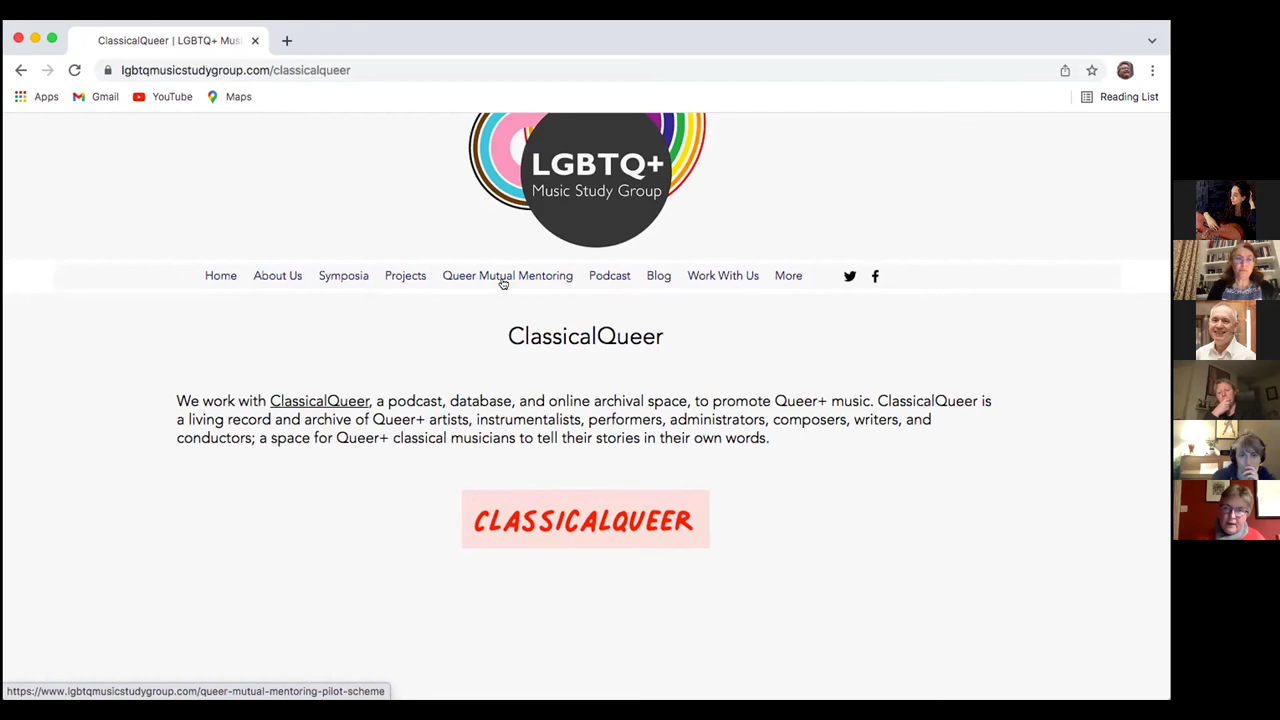 ClassicalQueer | LGBTQ+ Mus
lgbtqmusicstudygroup.com/classicalqueer
Apps Gmail YouTube Maps Reading List
LGBTQ+
Music Study Group
Home About Us Symposia Projects Queer Mutual Mentoring Podcast Blog Work With Us More
ClassicalQueer
We work with ClassicalQueer, a podcast, database, and online archival space, to promote Queer+ music. ClassicalQueer is
a living record and archive of Queer+ artists, instrumentalists, performers, administrators, composers, writers, and
conductors; a space for Queer+ classical musicians to tell their stories in their own words.
CLASSICALQUEER
https://www.lgbtqmusicstudygroup.com/queer-mutual-mentoring-pilot-scheme